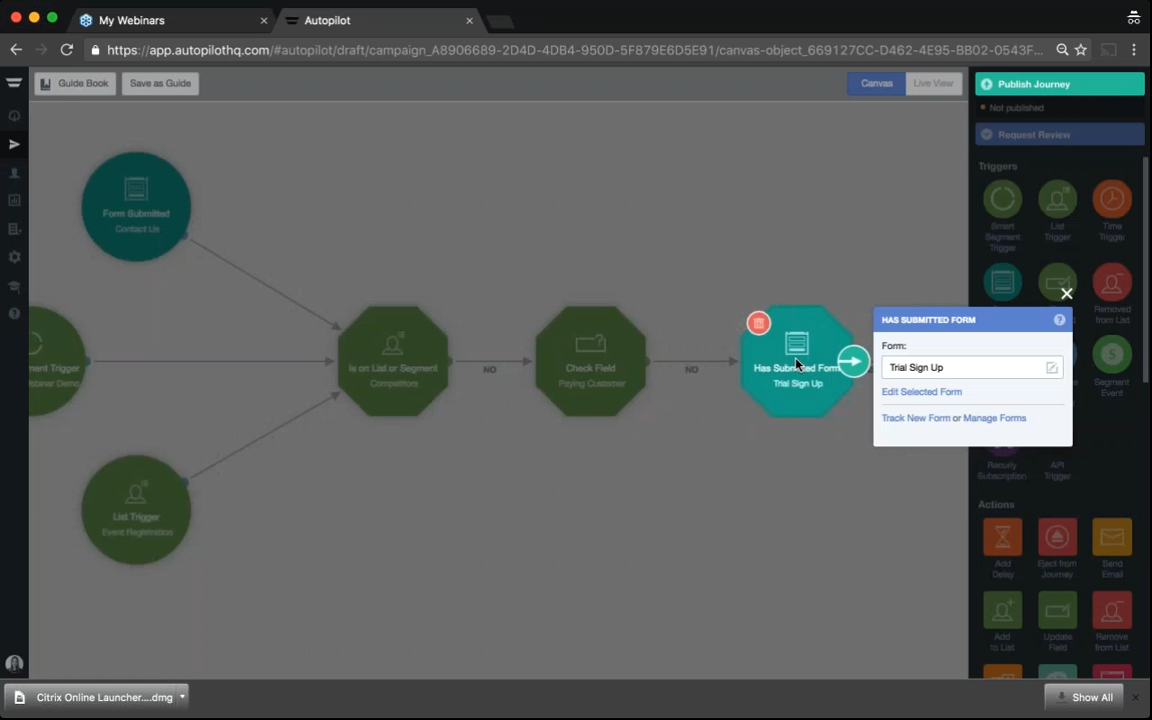 My Webinars
Autopilot
https://app.autopilothq.com/#autopilot/draft/campaign_A8906689-2D4D-4DB4-950D-5F879E6D5E91/canvas-object_669127CC-D462-4E95-BB02-0543F...
Guide Book
Save as Guide
Canvas
Live View
Publish Journey
Not published
Request Review
Triggers
Smart Segment Trigger
List Trigger
Time Trigger
Removed from List
Segment Event
Recurly Subscription
API Trigger
Actions
Add Delay
Eject from Journey
Send Email
Add to List
Update Field
Remove from List
Form Submitted
Contact Us
ment Trigger
ebinar Demo
List Trigger
Event Registration
Is on List or Segment
Competitors
NO
Check Field
Paying Customer
NO
Has Submitted Form
Trial Sign Up
HAS SUBMITTED FORM
?
Form:
Trial Sign Up
Edit Selected Form
Track New Form or Manage Forms
Citrix Online Launcher....dmg
Show All